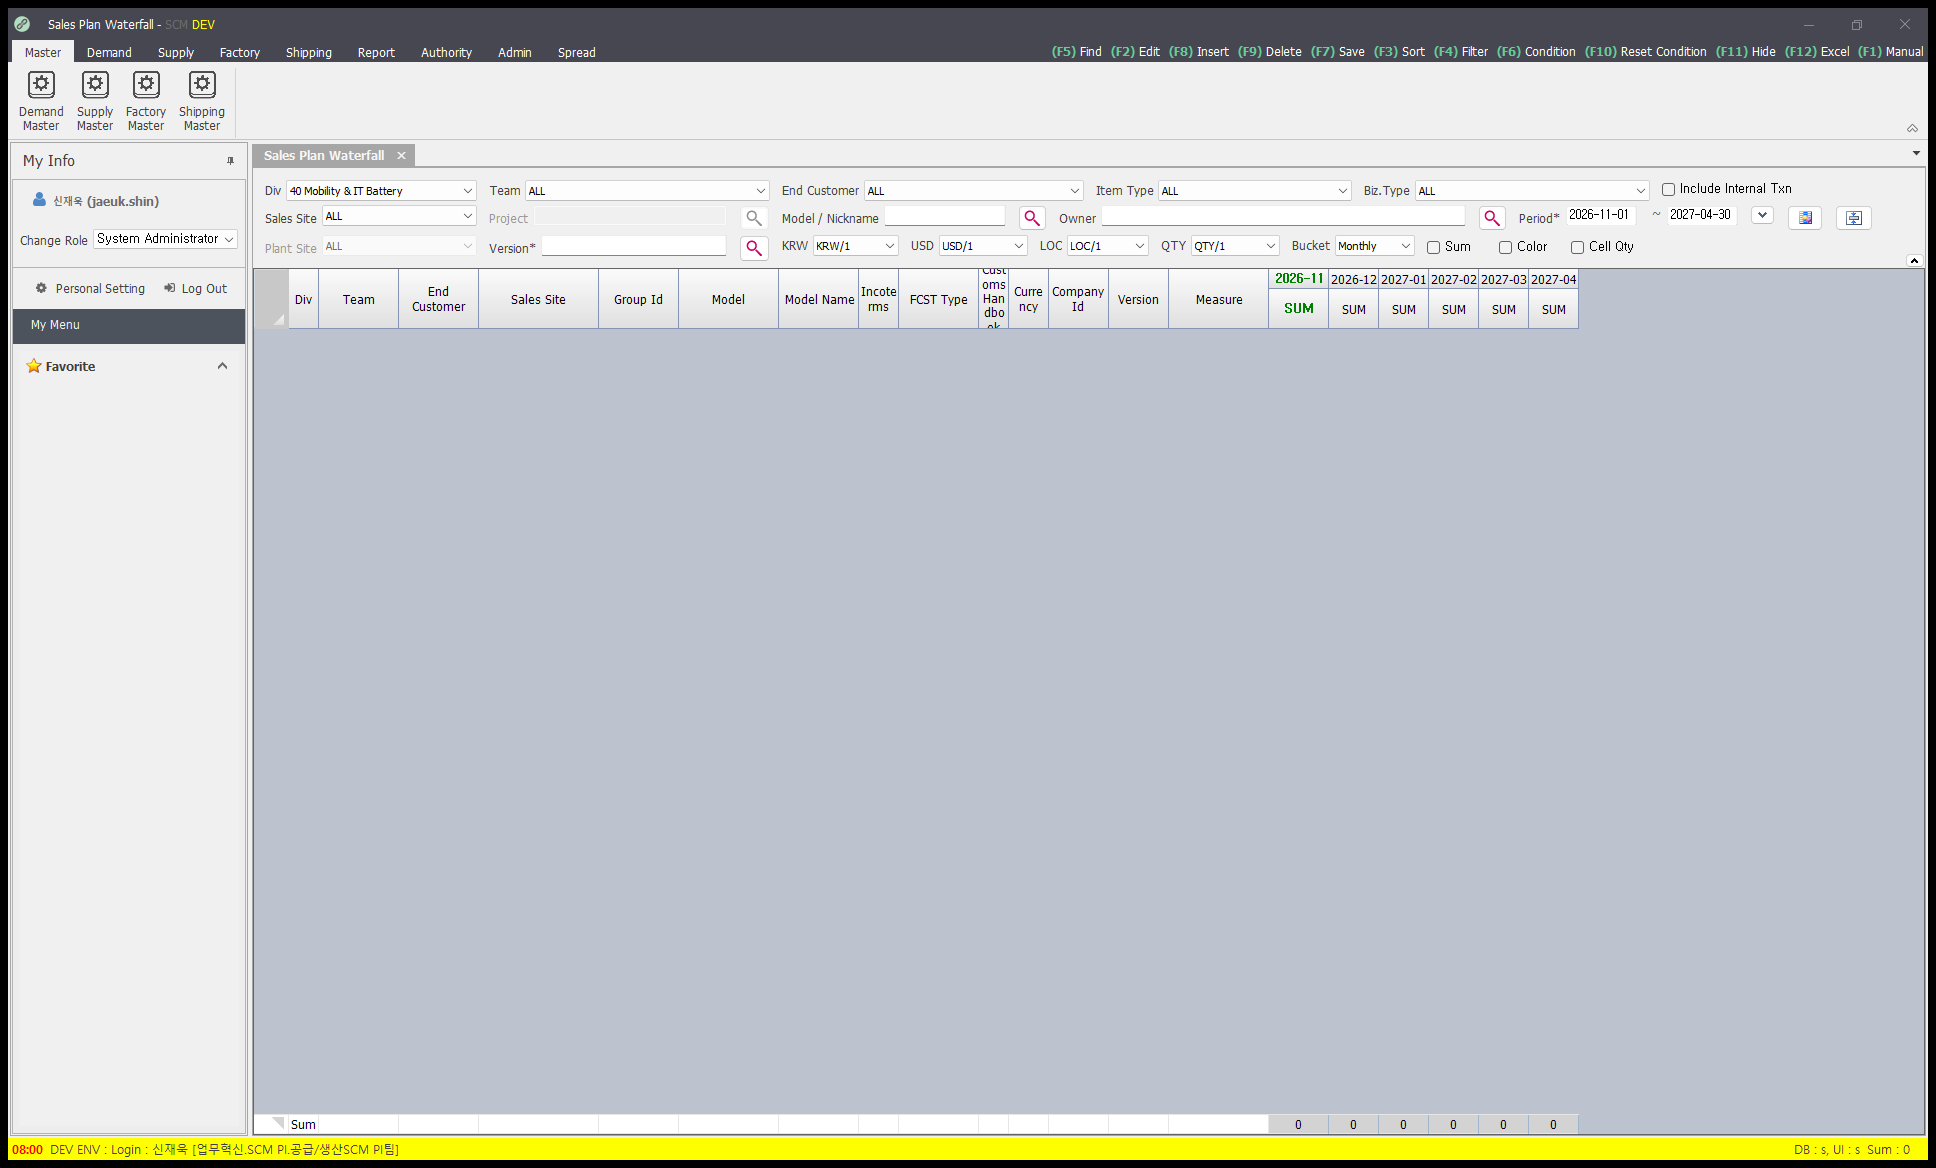 Sales Plan Waterfall - SCM DEV
Master Demand Supply Factory Shipping Report Authority Admin Spread
(F5) Find (F2) Edit (F8) Insert (F9) Delete (F7) Save (F3) Sort (F4) Filter (F6) Condition (F10) Reset Condition (F11) Hide (F12) Excel (F1) Manual
Demand Master
Supply Master
Factory Master
Shipping Master
My Info
신재욱 (jaeuk.shin)
Change Role System Administrator
Personal Setting Log Out
My Menu
Favorite
Sales Plan Waterfall
Div 40 Mobility & IT Battery Team ALL End Customer ALL Item Type ALL Biz.Type ALL Include Internal Txn
Sales Site ALL Project Model / Nickname Owner Period* 2026-11-01 ~ 2027-04-30
Plant Site ALL Version* KRW KRW/1 USD USD/1 LOC LOC/1 QTY QTY/1 Bucket Monthly Sum Color Cell Qty
Div
Team
End Customer
Sales Site
Group Id
Model
Model Name
Incoterms
FCST Type
Customs Handbook
Currency
Company Id
Version
Measure
2026-11 2026-12 2027-01 2027-02 2027-03 2027-04
SUM SUM SUM SUM SUM SUM
Sum 0 0 0 0 0 0
08:00 DEV ENV : Login : 신재욱 [업무혁신.SCM PI.공급/생산SCM PI팀]
DB : s, UI : s Sum : 0